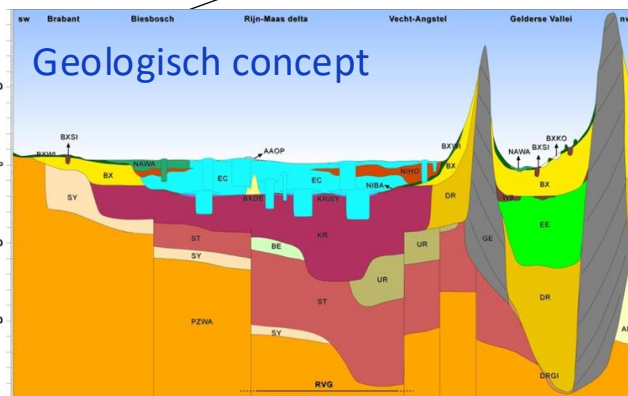 sw Brabant Biesbosch Rijn-Maas delta Vecht-Angstel Gelderse Vallei
Geologisch concept
BXSI
BXWI
AAOP
BXWI
NAWA
BXSI
BXKO
NAWA
BX
EC
EC
NIHO
BX
NIBA
BX
SY
BXDE
KRWY
DR
WB
ST
BE
KR
UR
GE
EE
SY
UR
ST
DR
PZWA
SY
DRGI
RVG